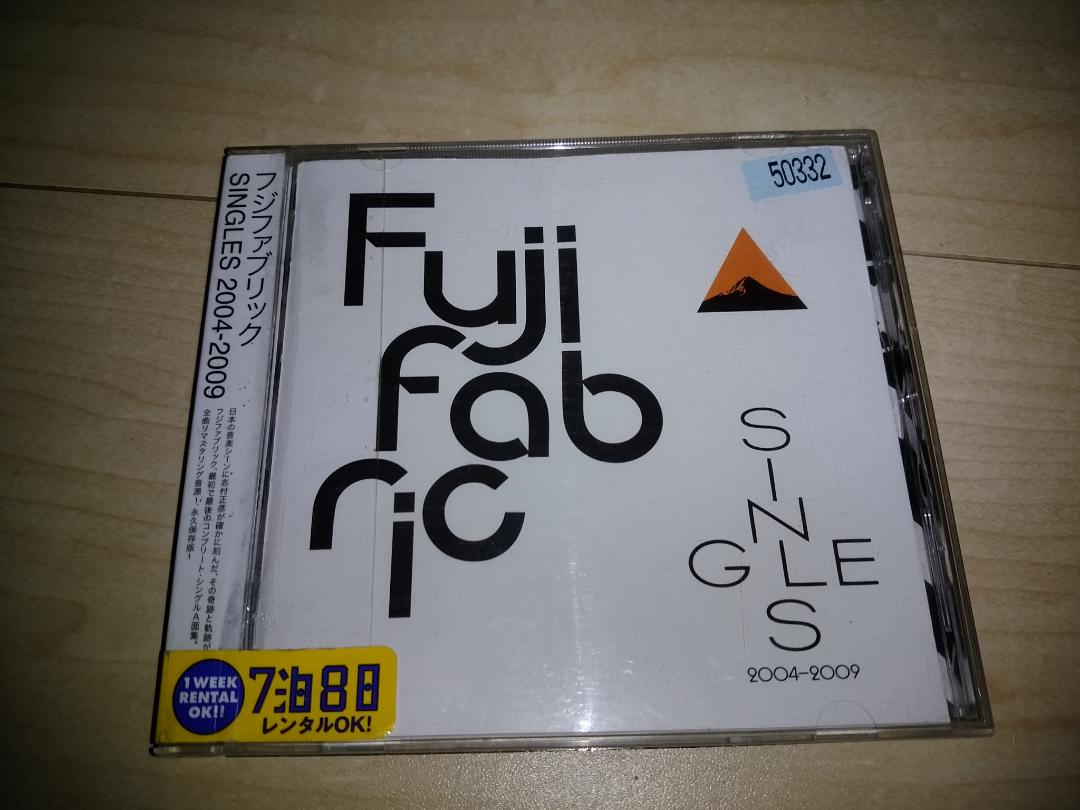 フジファブリック
SINGLES 2004-2009
日本の音楽シーンに志村正彦が確かに刻んだ、その奇跡と軌跡が
フジファブリック、最初で最後のコンプリート・シングルA面集。
全曲リマスタリング音源!永久保存版!
Fuji
fab
ric
50332
S
I
N
GLE
S
2004-2009
1 WEEK
RENTAL
OK!!
7泊8日
レンタルOK!